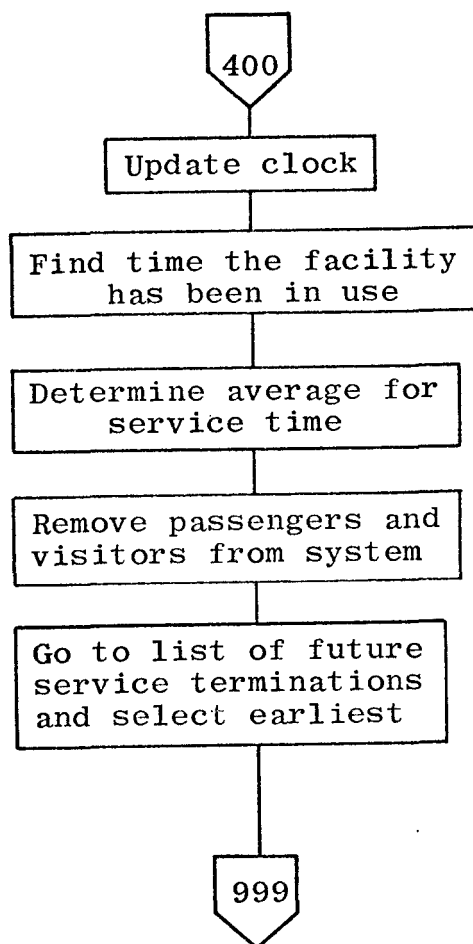 400
Update clock
Find time the facility
has been in use
Determine average for
service time
Remove passengers and
visitors from system
Go to list of future
service terminations
and select earliest
999